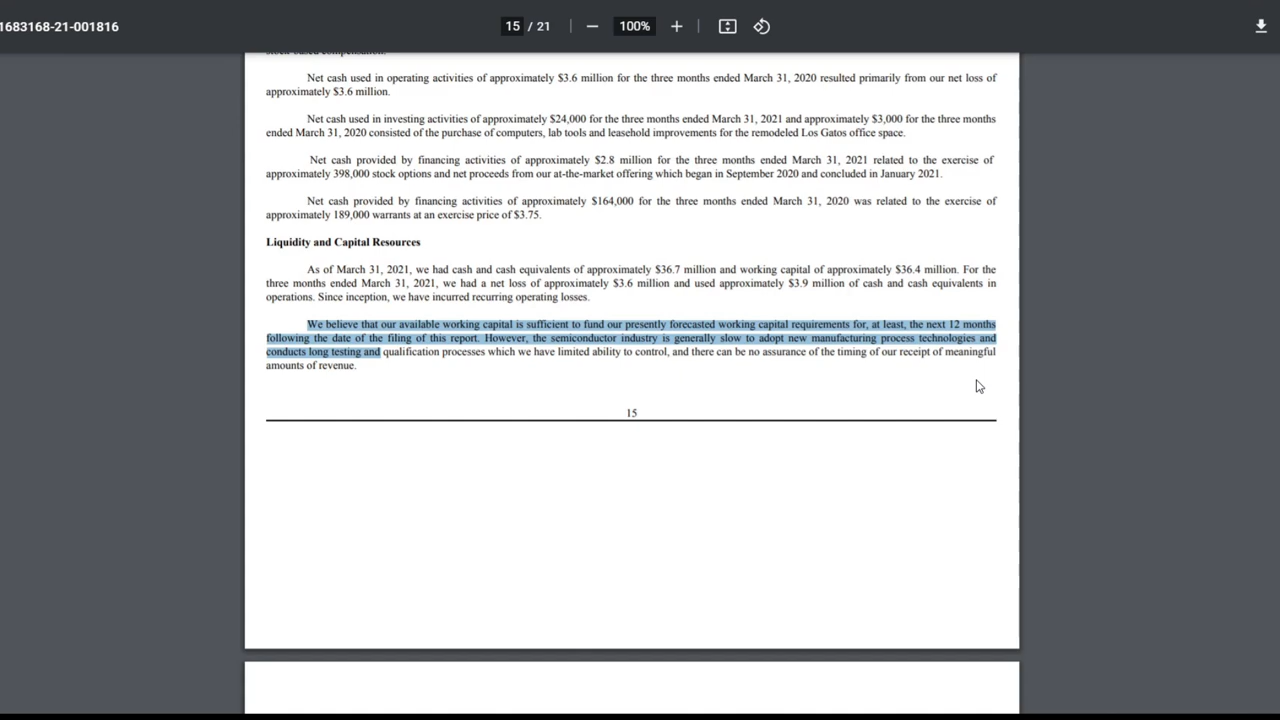 1683168-21-001816
15 / 21
100%
stock-based compensation.
Net cash used in operating activities of approximately $3.6 million for the three months ended March 31, 2020 resulted primarily from our net loss of
approximately $3.6 million.
Net cash used in investing activities of approximately $24,000 for the three months ended March 31, 2021 and approximately $3,000 for the three months
ended March 31, 2020 consisted of the purchase of computers, lab tools and leasehold improvements for the remodeled Los Gatos office space.
Net cash provided by financing activities of approximately $2.8 million for the three months ended March 31, 2021 related to the exercise of
approximately 398,000 stock options and net proceeds from our at-the-market offering which began in September 2020 and concluded in January 2021.
Net cash provided by financing activities of approximately $164,000 for the three months ended March 31, 2020 was related to the exercise of
approximately 189,000 warrants at an exercise price of $3.75.
Liquidity and Capital Resources
As of March 31, 2021, we had cash and cash equivalents of approximately $36.7 million and working capital of approximately $36.4 million. For the
three months ended March 31, 2021, we had a net loss of approximately $3.6 million and used approximately $3.9 million of cash and cash equivalents in
operations. Since inception, we have incurred recurring operating losses.
We believe that our available working capital is sufficient to fund our presently forecasted working capital requirements for, at least, the next 12 months
following the date of the filing of this report. However, the semiconductor industry is generally slow to adopt new manufacturing process technologies and
conducts long testing and qualification processes which we have limited ability to control, and there can be no assurance of the timing of our receipt of meaningful
amounts of revenue.
15